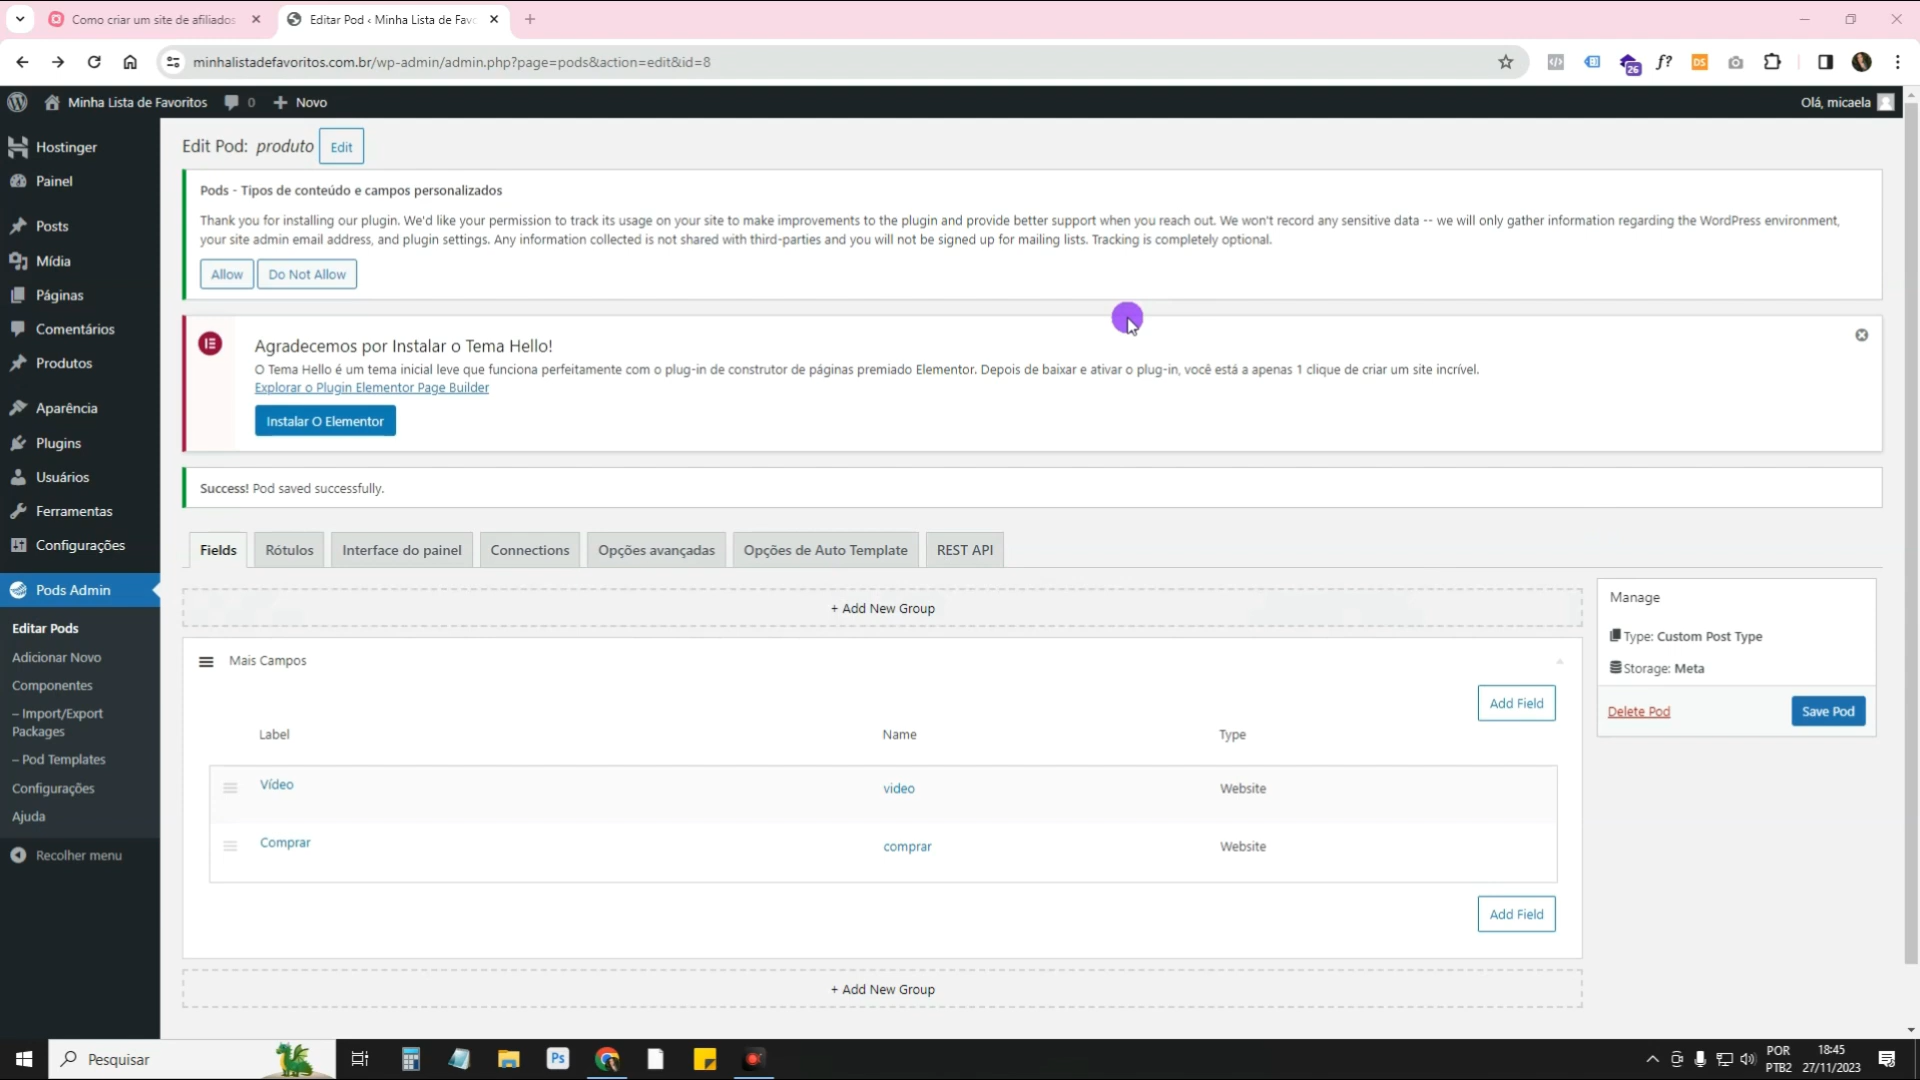 Como criar um site de afiliados
Editar Pod ‹ Minha Lista de Favo
minhalistadefavoritos.com.br/wp-admin/admin.php?page=pods&action=edit&id=8
26
f?
DS
Minha Lista de Favoritos
0
Novo
Olá, micaela
Hostinger
Painel
Posts
Mídia
Páginas
Comentários
Produtos
Aparência
Plugins
Usuários
Ferramentas
Configurações
Pods Admin
Editar Pods
Adicionar Novo
Componentes
– Import/Export
Packages
– Pod Templates
Configurações
Ajuda
Recolher menu
Edit Pod: produto
Edit
Pods - Tipos de conteúdo e campos personalizados
Thank you for installing our plugin. We'd like your permission to track its usage on your site to make improvements to the plugin and provide better support when you reach out. We won't record any sensitive data -- we will only gather information regarding the WordPress environment,
your site admin email address, and plugin settings. Any information collected is not shared with third-parties and you will not be signed up for mailing lists. Tracking is completely optional.
Allow
Do Not Allow
Agradecemos por Instalar o Tema Hello!
O Tema Hello é um tema inicial leve que funciona perfeitamente com o plug-in de construtor de páginas premiado Elementor. Depois de baixar e ativar o plug-in, você está a apenas 1 clique de criar um site incrível.
Explorar o Plugin Elementor Page Builder
Instalar O Elementor
Success! Pod saved successfully.
Fields
Rótulos
Interface do painel
Connections
Opções avançadas
Opções de Auto Template
REST API
+ Add New Group
Mais Campos
Add Field
Label
Name
Type
Vídeo
video
Website
Comprar
comprar
Website
Add Field
+ Add New Group
Manage
Type: Custom Post Type
Storage: Meta
Delete Pod
Save Pod
Pesquisar
Ps
POR
PTB2
18:45
27/11/2023